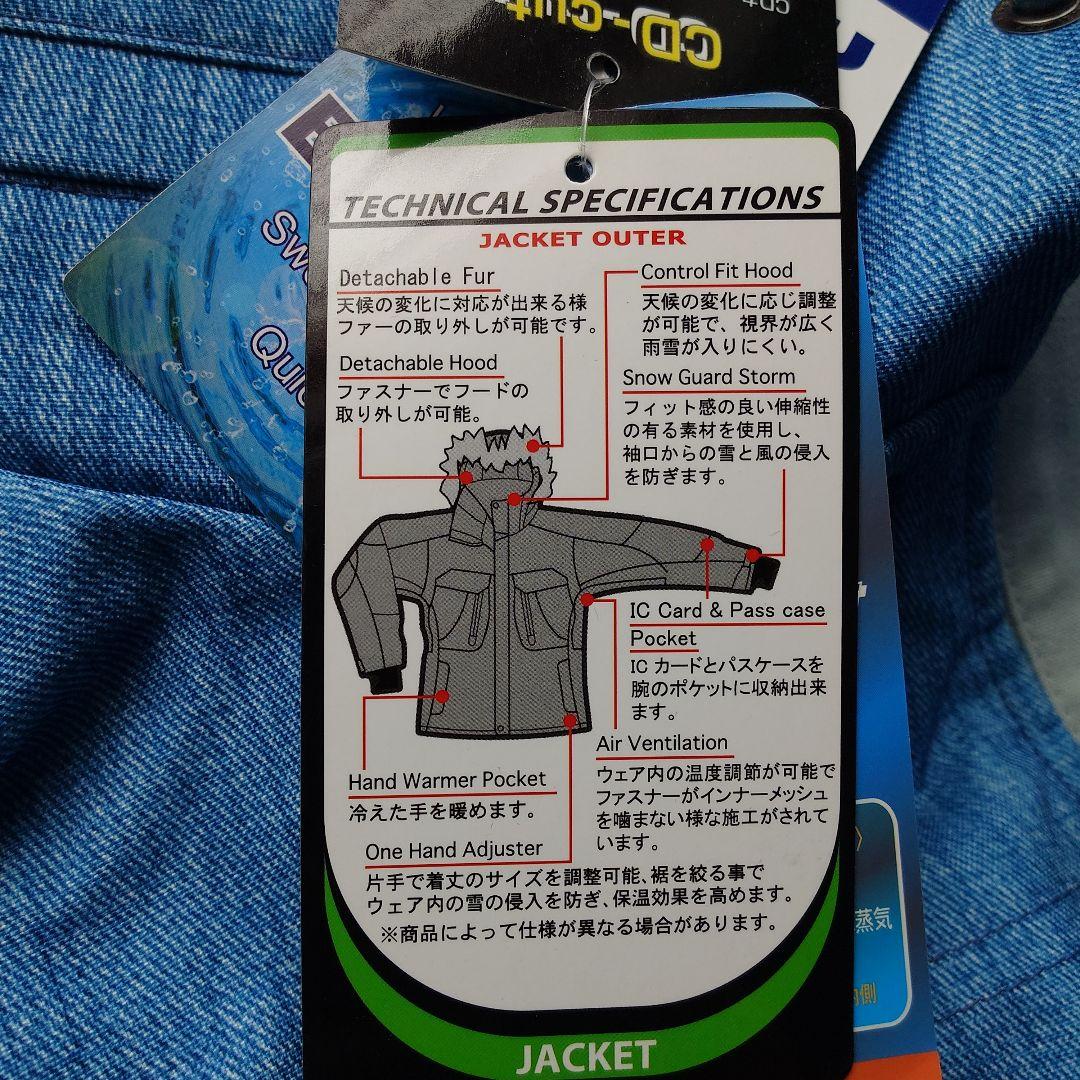 CD-cut
TECHNICAL SPECIFICATIONS
JACKET OUTER
Detachable Fur
天候の変化に対応が出来る様
ファーの取り外しが可能です。
Detachable Hood
ファスナーでフードの
取り外しが可能。
Control Fit Hood
天候の変化に応じ調整
が可能で、視界が広く
雨雪が入りにくい。
Snow Guard Storm
フィット感の良い伸縮性
の有る素材を使用し、
袖口からの雪と風の侵入
を防ぎます。
IC Card & Pass case
Pocket
IC カードとパスケースを
腕のポケットに収納出来
ます。
Air Ventilation
ウェア内の温度調節が可能で
ファスナーがインナーメッシュ
を噛まない様な施工がされて
います。
Hand Warmer Pocket
冷えた手を暖めます。
One Hand Adjuster
片手で着丈のサイズを調整可能、裾を絞る事で
ウェア内の雪の侵入を防ぎ、保温効果を高めます。
※商品によって仕様が異なる場合があります。
JACKET
蒸気
内側